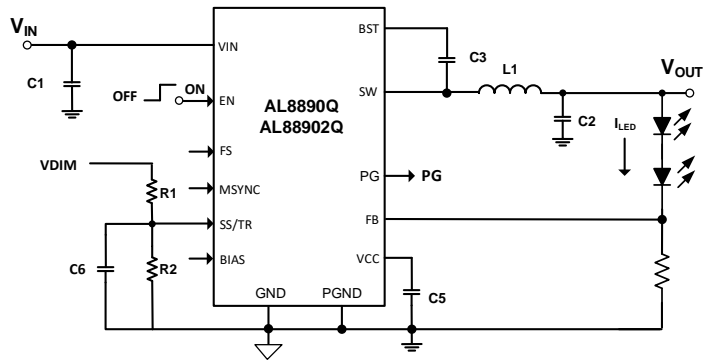 VIN
C1
OFF
ON
EN
VIN
FS
VDIM
R1
MSYNC
SS/TR
C6
R2
BIAS
AL8890Q
AL88902Q
GND
PGND
BST
C3
SW
L1
C2
VOUT
ILED
PG
PG
FB
VCC
C5